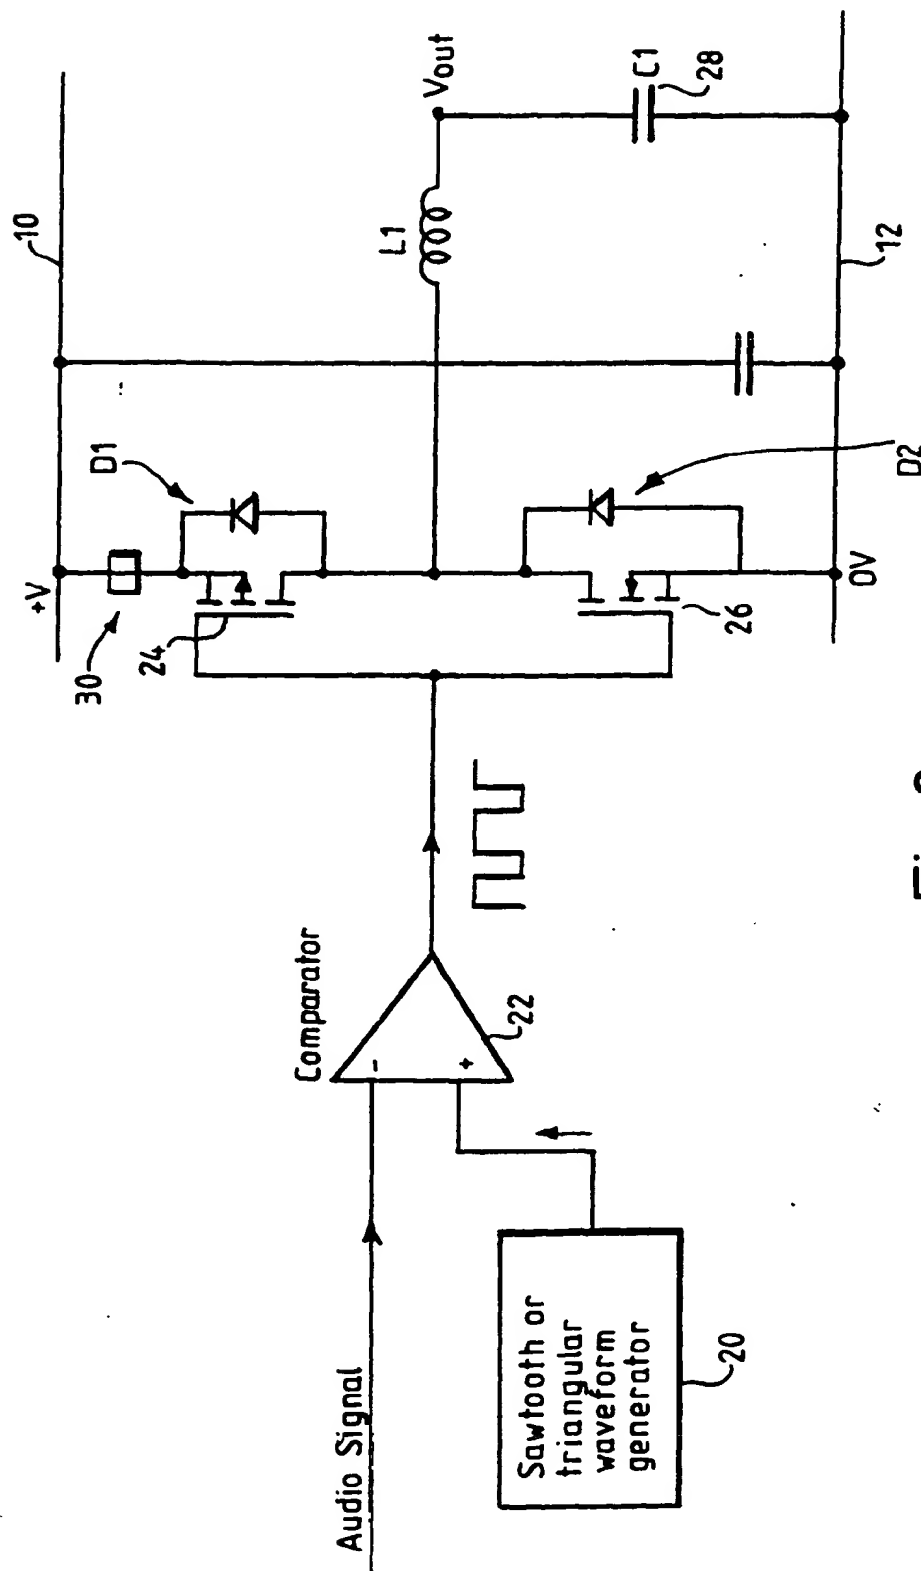 10
+V
30
24
D1
L1
Vout
C1
28
Audio Signal
Comparator
-
+
22
Sawtooth or
triangular
waveform
generator
20
26
0V
D2
12